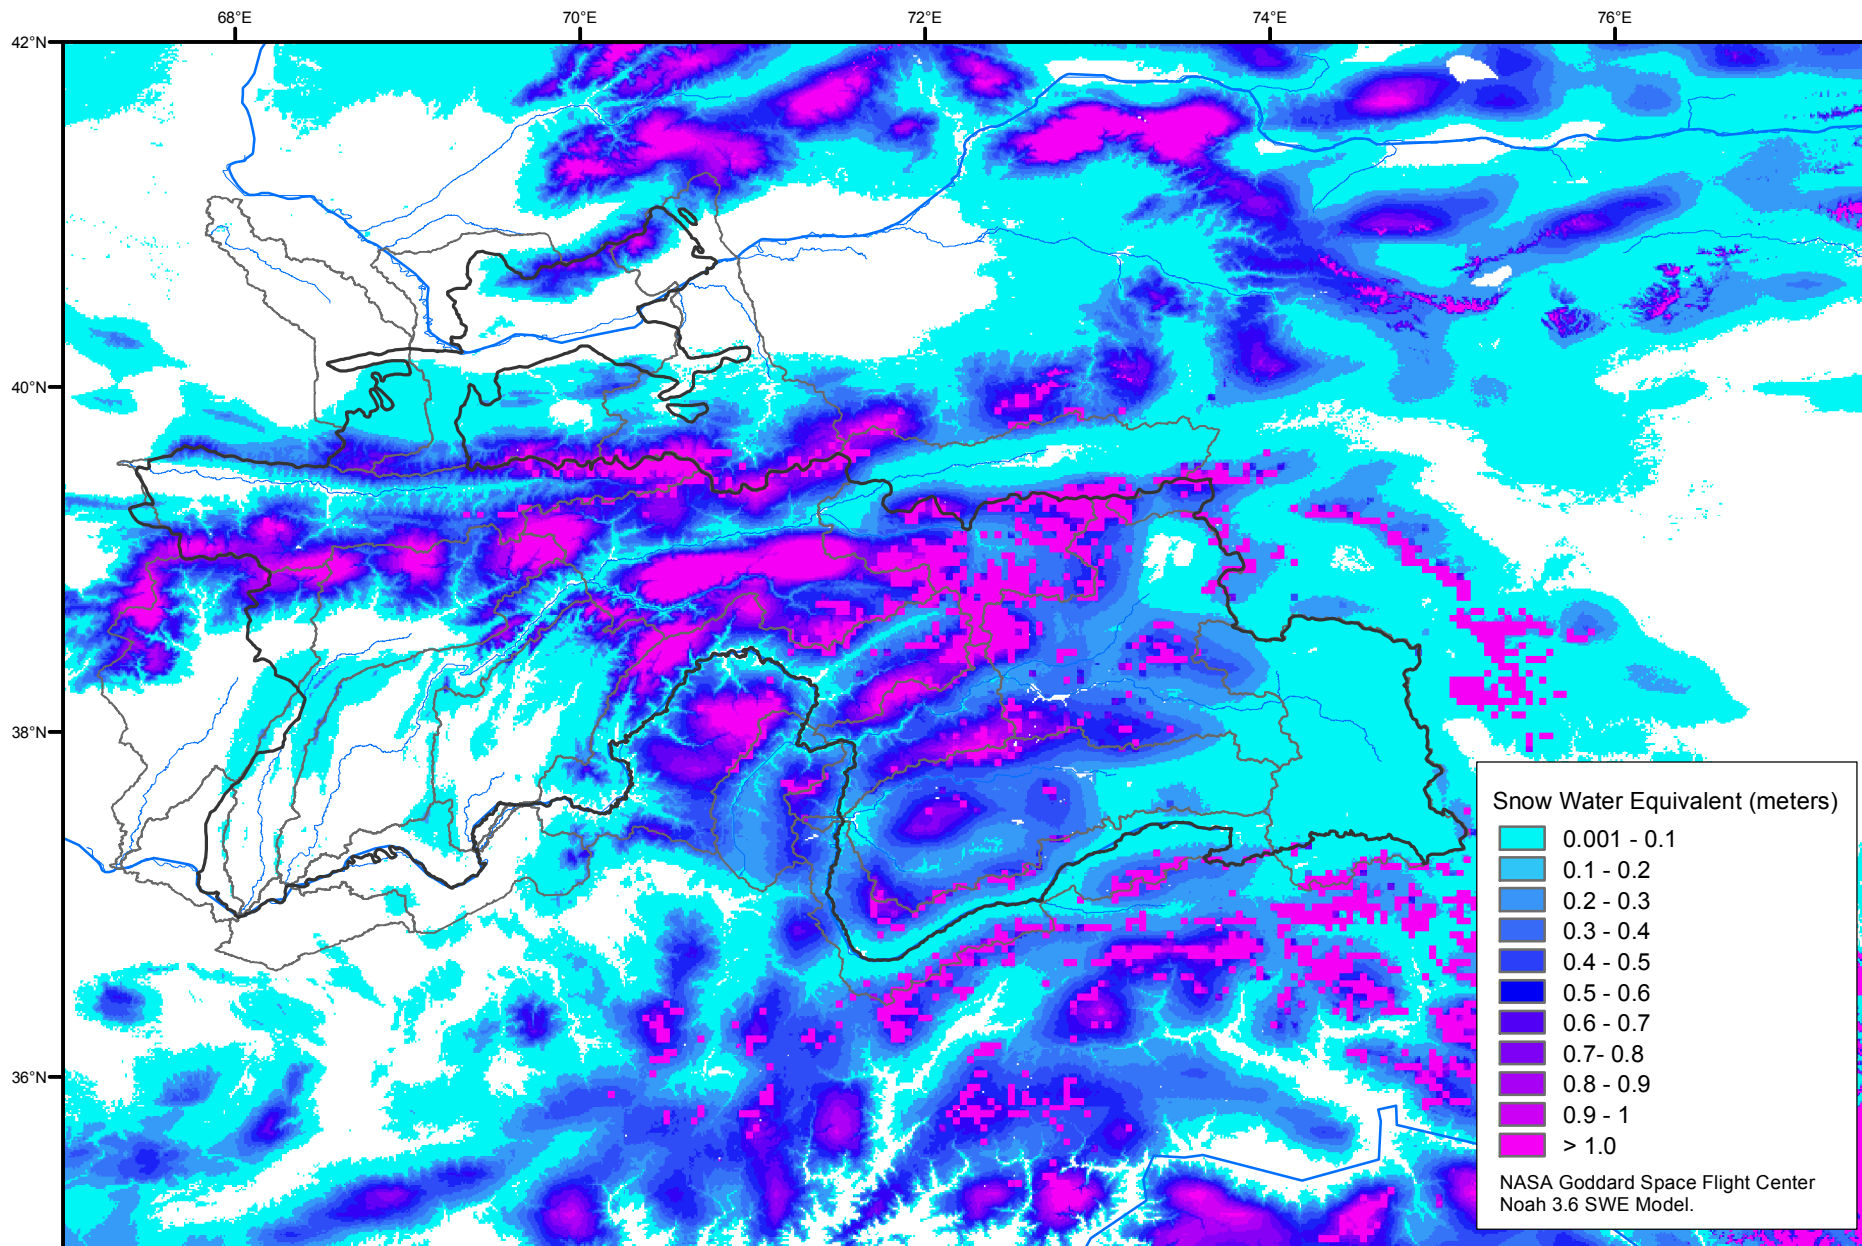 68°E
70°E
72°E
74°E
76°E
42°N
40°N
38°N
36°N
Snow Water Equivalent (meters)
0.001 - 0.1
0.1 - 0.2
0.2 - 0.3
0.3 - 0.4
0.4 - 0.5
0.5 - 0.6
0.6 - 0.7
0.7- 0.8
0.8 - 0.9
0.9 - 1
> 1.0
NASA Goddard Space Flight Center
Noah 3.6 SWE Model.